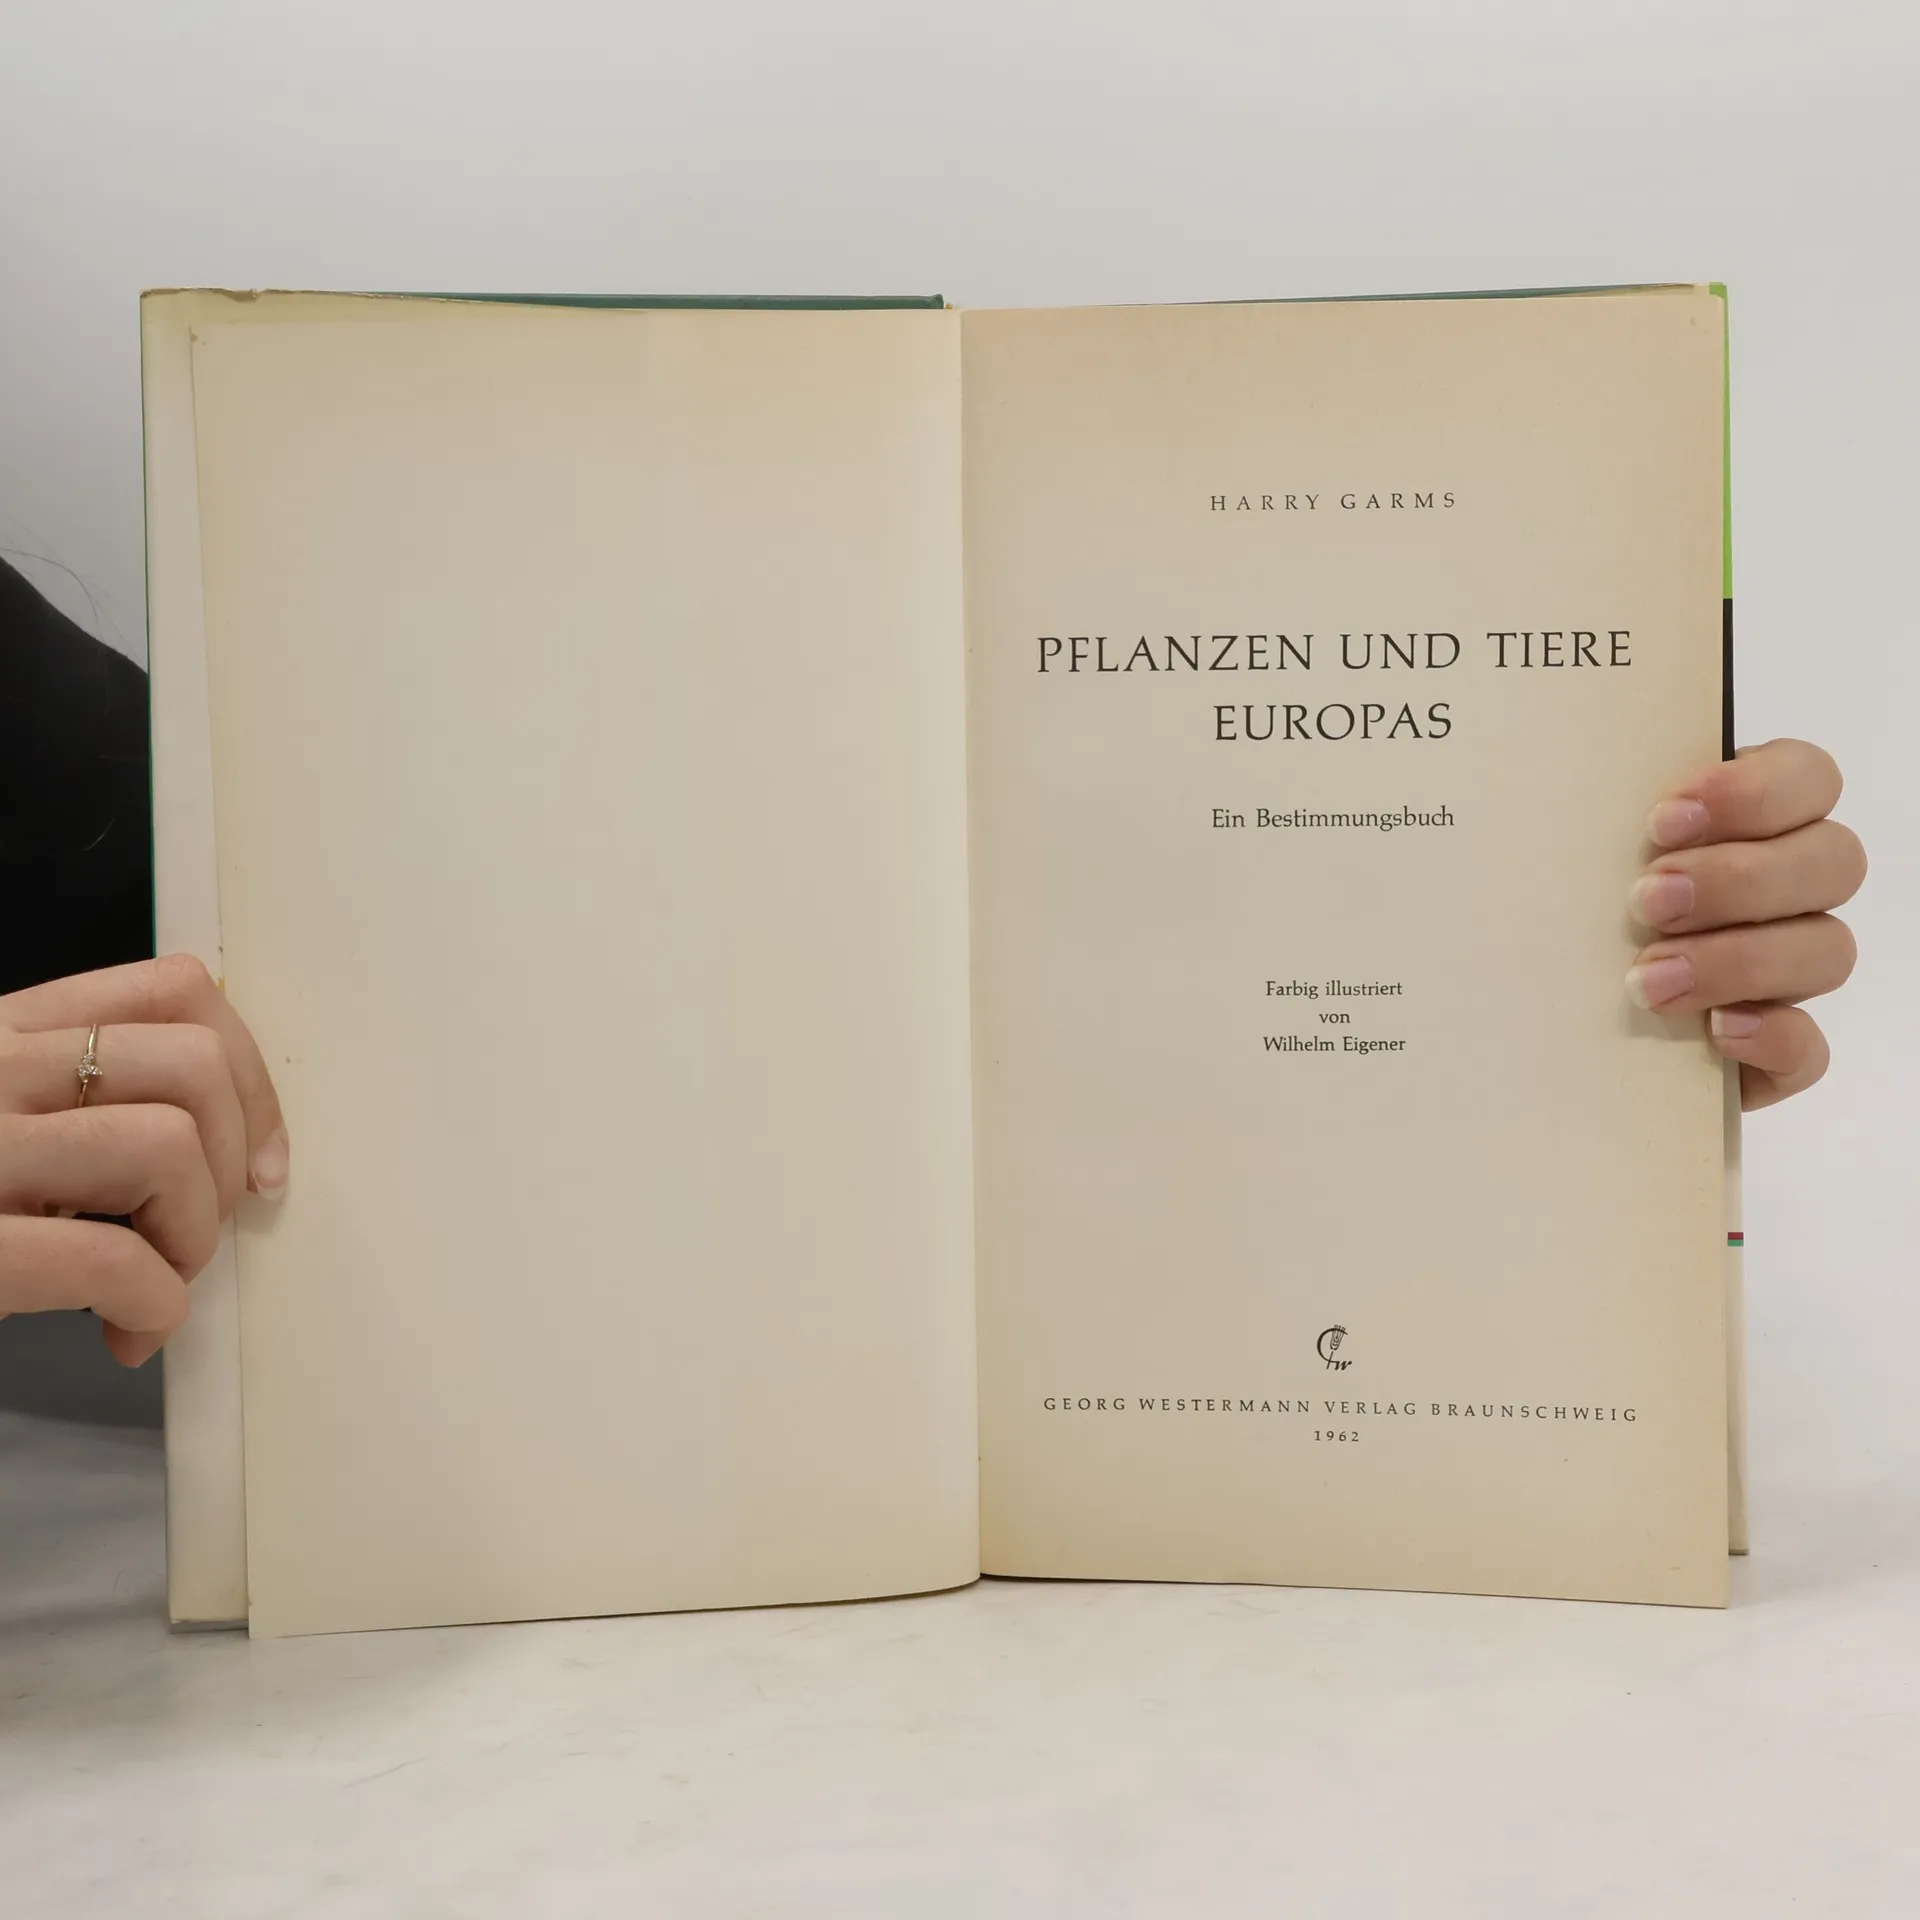 HARRY GARMS
PFLANZEN UND TIERE
EUROPAS
Ein Bestimmungsbuch
Farbig illustriert
von
Wilhelm Eigener
GEORG WESTERMANN VERLAG BRAUNSCHWEIG
1962